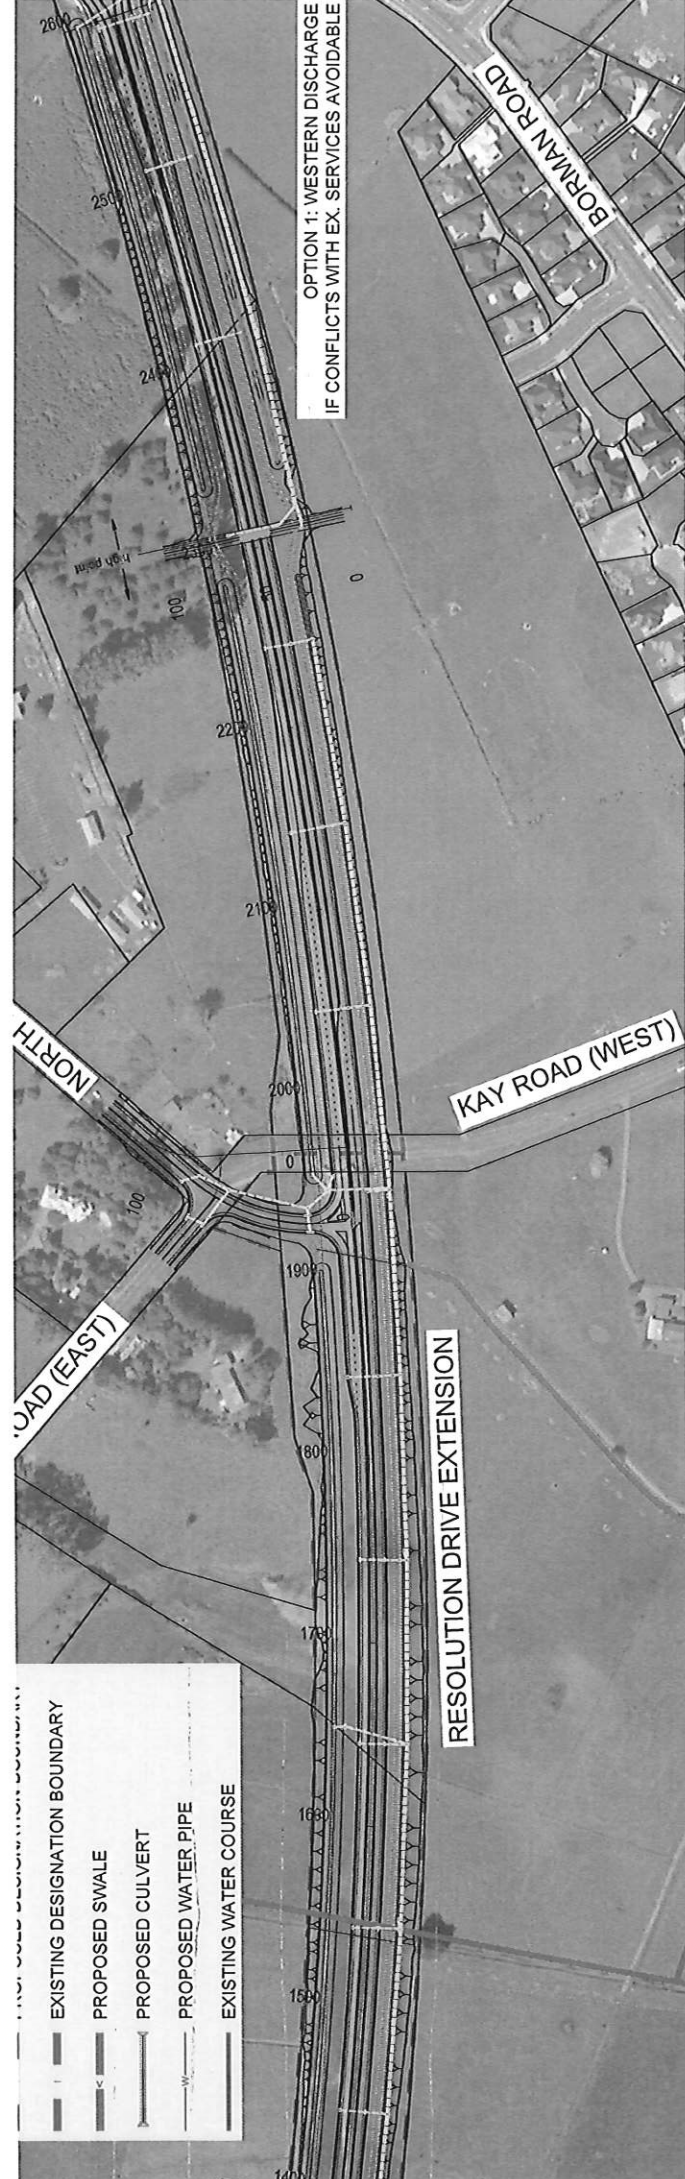 2600
OPTION 1: WESTERN DISCHARGE
IF CONFLICTS WITH EX. SERVICES AVOIDABLE
BORMAN ROAD
2500
2400
high point
100
0
2200
2100
NORTH
KAY ROAD (WEST)
2000
0
100
1900
OAD (EAST)
RESOLUTION DRIVE EXTENSION
1800
1700
1600
1500
1400
EXISTING DESIGNATION BOUNDARY
PROPOSED SWALE
PROPOSED CULVERT
W
PROPOSED WATER PIPE
EXISTING WATER COURSE